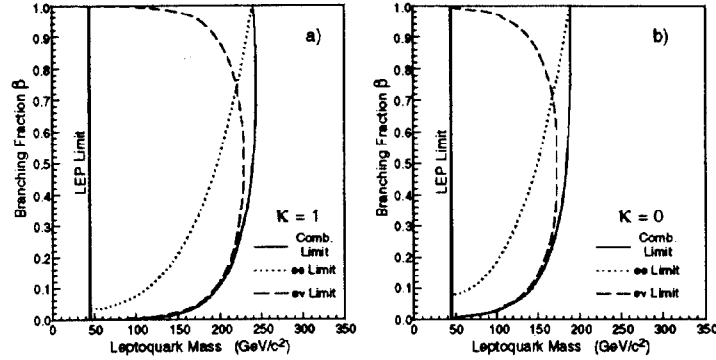 a)
1.0
0.9
0.8
0.7
0.6
0.5
0.4
0.3
0.2
0.1
0.0
Branching Fraction β
LEP Limit
K = 1
Comb. Limit
ee Limit
eν Limit
0 50 100 150 200 250 300 350
Leptoquark Mass (GeV/c²)
b)
1.0
0.9
0.8
0.7
0.6
0.5
0.4
0.3
0.2
0.1
0.0
Branching Fraction β
LEP Limit
K = 0
Comb. Limit
ee Limit
eν Limit
0 50 100 150 200 250 300 350
Leptoquark Mass (GeV/c²)